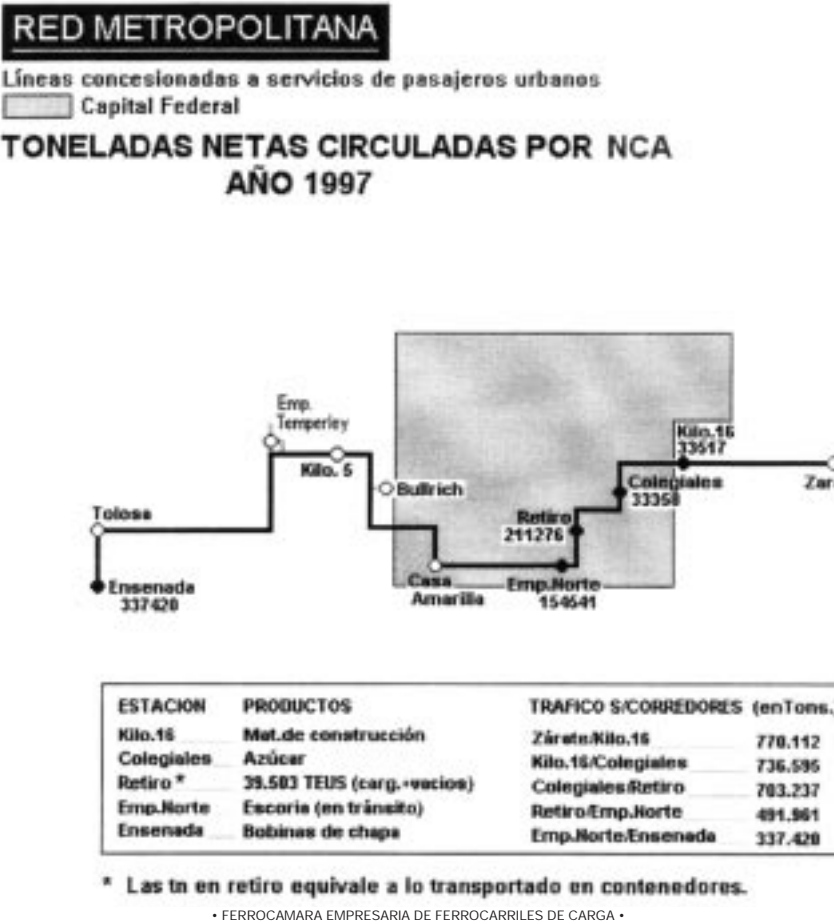 RED METROPOLITANA
Líneas concesionadas a servicios de pasajeros urbanos
Capital Federal
TONELADAS NETAS CIRCULADAS POR NCA
AÑO 1997
Emp.
Temperley
Kilo. 5
Bullrich
Tolosa
Ensenada
337420
Casa
Amarilla
Emp.Norte
154541
Retiro
211276
Colegiales
33358
Kilo.16
33517
Zar
ESTACION PRODUCTOS
Kilo.16 Mat.de construcción
Colegiales Azúcar
Retiro * 39.503 TEUS (carg.+vacios)
Emp.Norte Escoria (en tránsito)
Ensenada Bobinas de chapa
TRAFICO S/CORREDORES (enTons.)
Zárate/Kilo.16 770.112
Kilo.16/Colegiales 736.595
Colegiales/Retiro 703.237
Retiro/Emp.Norte 491.961
Emp.Norte/Ensenada 337.420
* Las tn en retiro equivale a lo transportado en contenedores.
• FERROCAMARA EMPRESARIA DE FERROCARRILES DE CARGA •